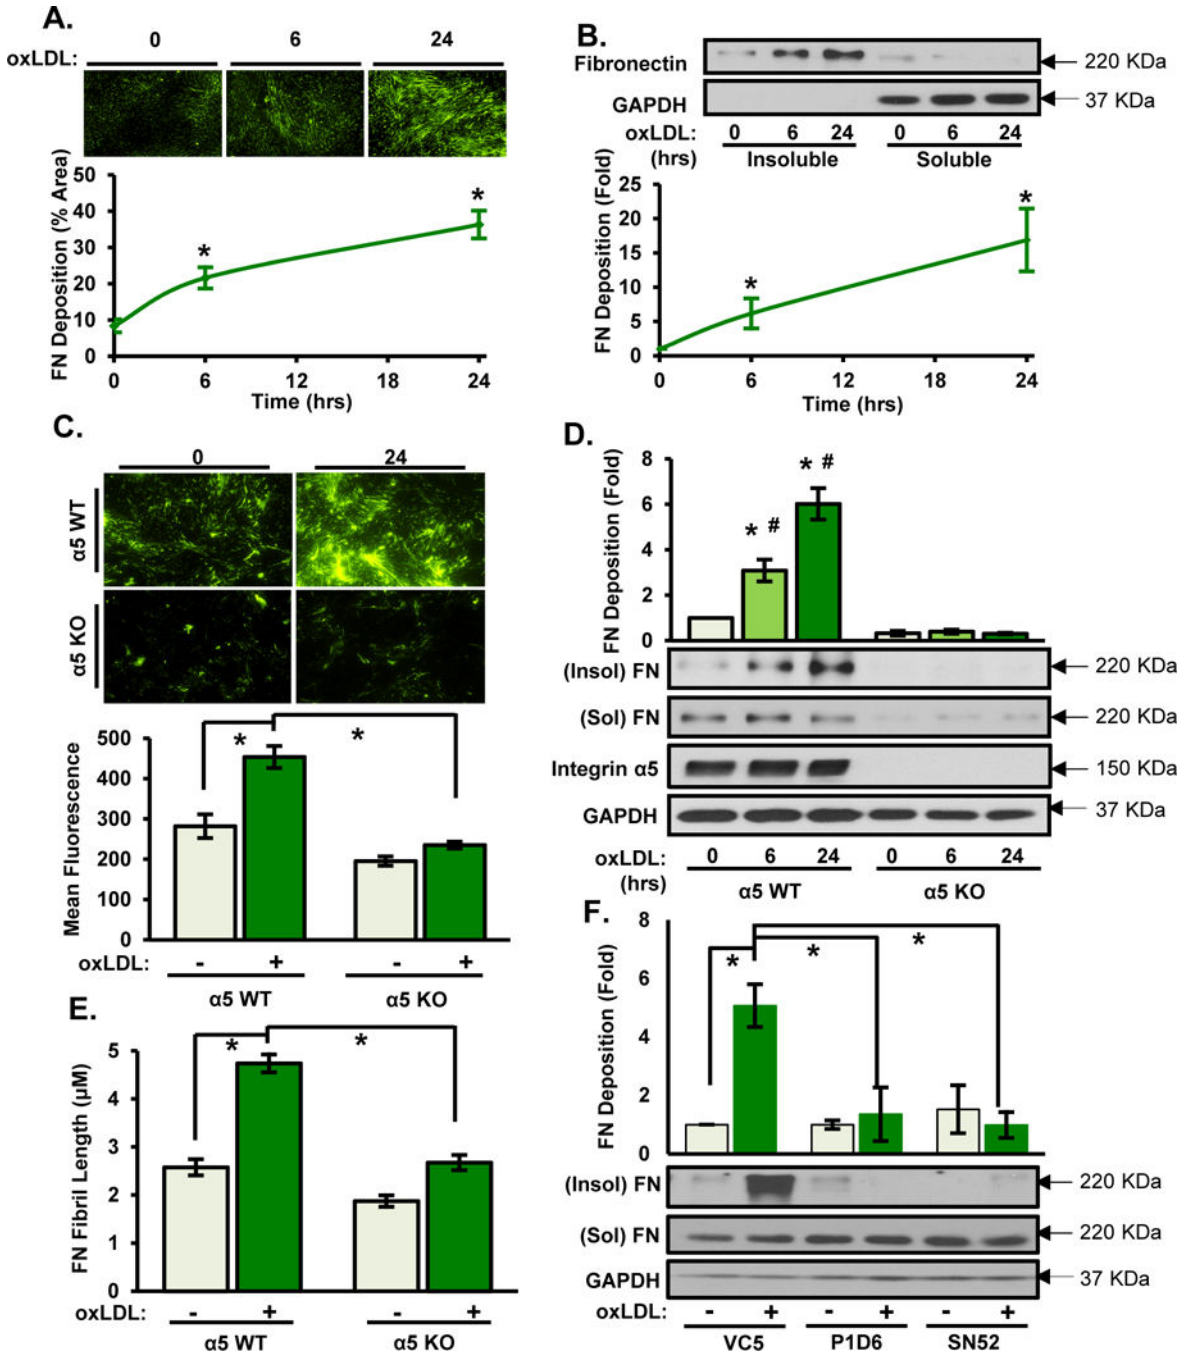 A.
0 6 24
oxLDL:
FN Deposition (% Area)
50
40
30
20
10
0
*
*
0 6 12 18 24
Time (hrs)
B.
Fibronectin
220 KDa
GAPDH
37 KDa
oxLDL: 0 6 24 0 6 24
(hrs) Insoluble Soluble
FN Deposition (Fold)
25
20
15
10
5
0
*
*
0 6 12 18 24
Time (hrs)
C.
0 24
α5 WT
α5 KO
Mean Fluorescence
500
400
300
200
100
0
* *
oxLDL: - + - +
α5 WT α5 KO
D.
FN Deposition (Fold)
8
6
4
2
0
* #
* #
(Insol) FN 220 KDa
(Sol) FN 220 KDa
Integrin α5 150 KDa
GAPDH 37 KDa
oxLDL: 0 6 24 0 6 24
(hrs) α5 WT α5 KO
E.
FN Fibril Length (μM)
5
4
3
2
1
0
* *
oxLDL: - + - +
α5 WT α5 KO
F.
FN Deposition (Fold)
8
6
4
2
0
* * *
(Insol) FN 220 KDa
(Sol) FN 220 KDa
GAPDH 37 KDa
oxLDL: - + - + - +
VC5 P1D6 SN52